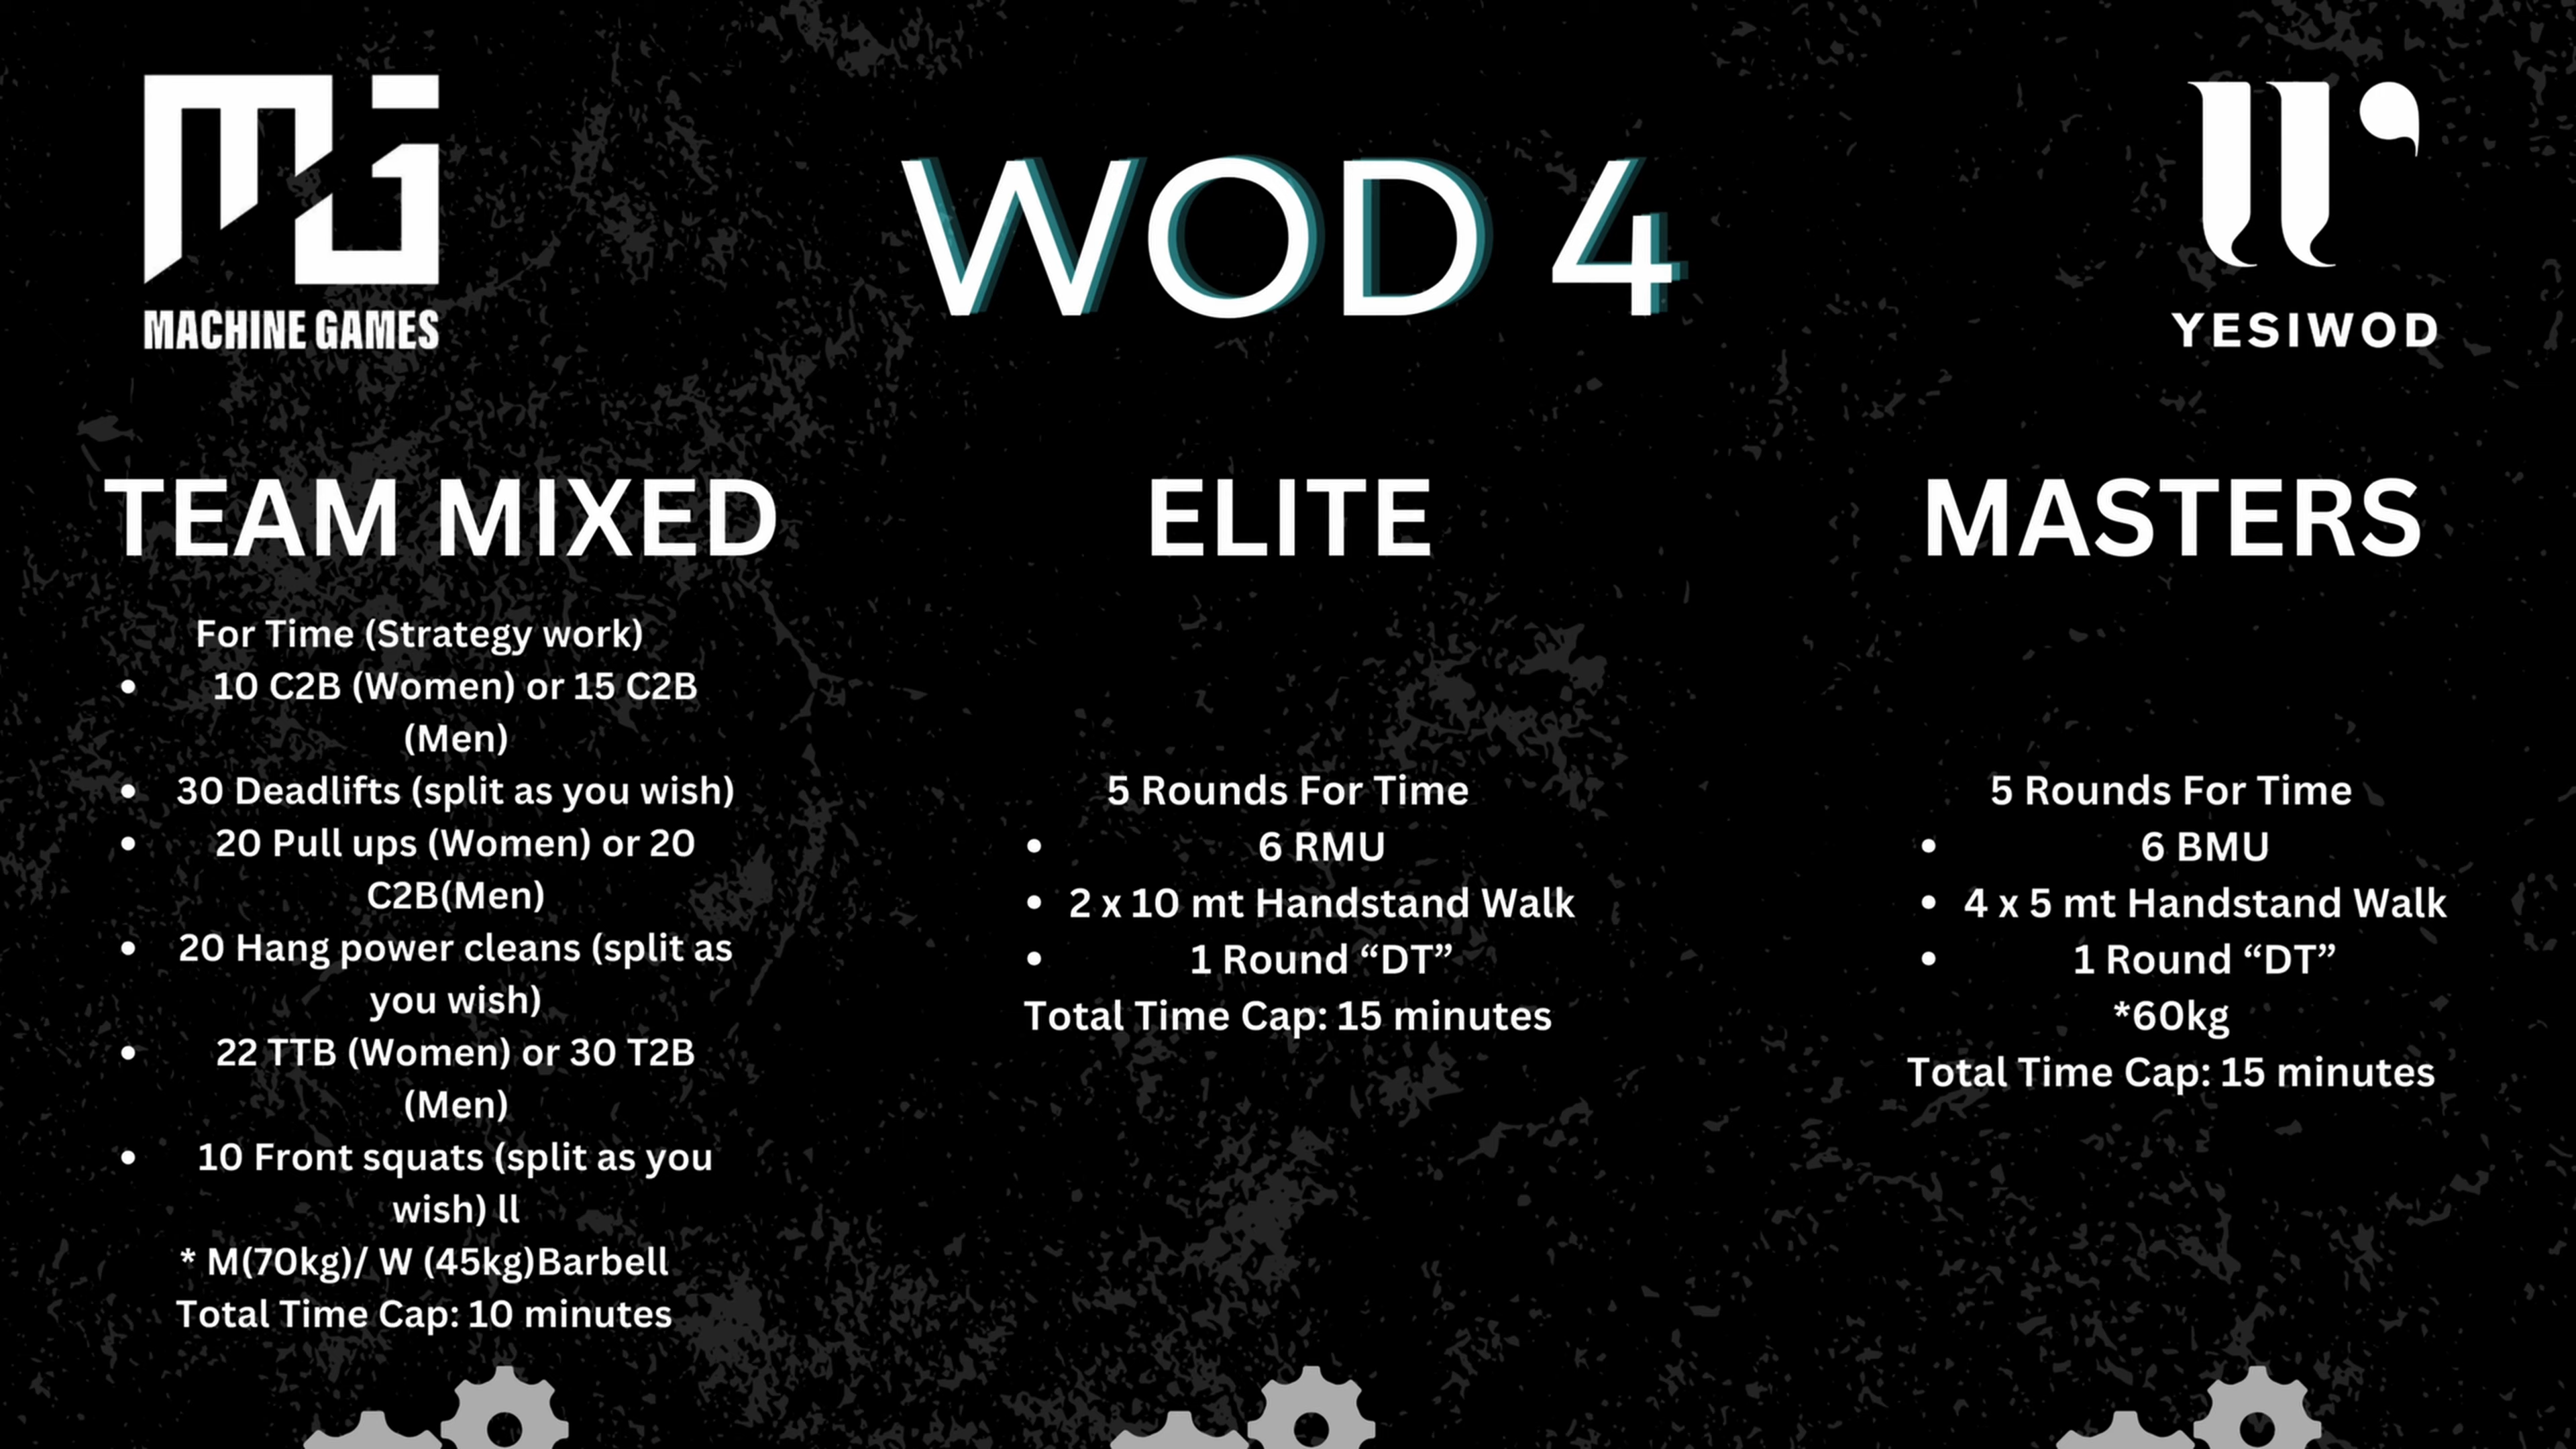 MACHINE GAMES
WOD 4
YESIWOD
TEAM MIXED
For Time (Strategy work)
• 10 C2B (Women) or 15 C2B
(Men)
• 30 Deadlifts (split as you wish)
• 20 Pull ups (Women) or 20
C2B(Men)
• 20 Hang power cleans (split as
you wish)
• 22 TTB (Women) or 30 T2B
(Men)
• 10 Front squats (split as you
wish) ll
* M(70kg)/ W (45kg)Barbell
Total Time Cap: 10 minutes
ELITE
5 Rounds For Time
• 6 RMU
• 2 x 10 mt Handstand Walk
• 1 Round “DT”
Total Time Cap: 15 minutes
MASTERS
5 Rounds For Time
• 6 BMU
• 4 x 5 mt Handstand Walk
• 1 Round “DT”
*60kg
Total Time Cap: 15 minutes